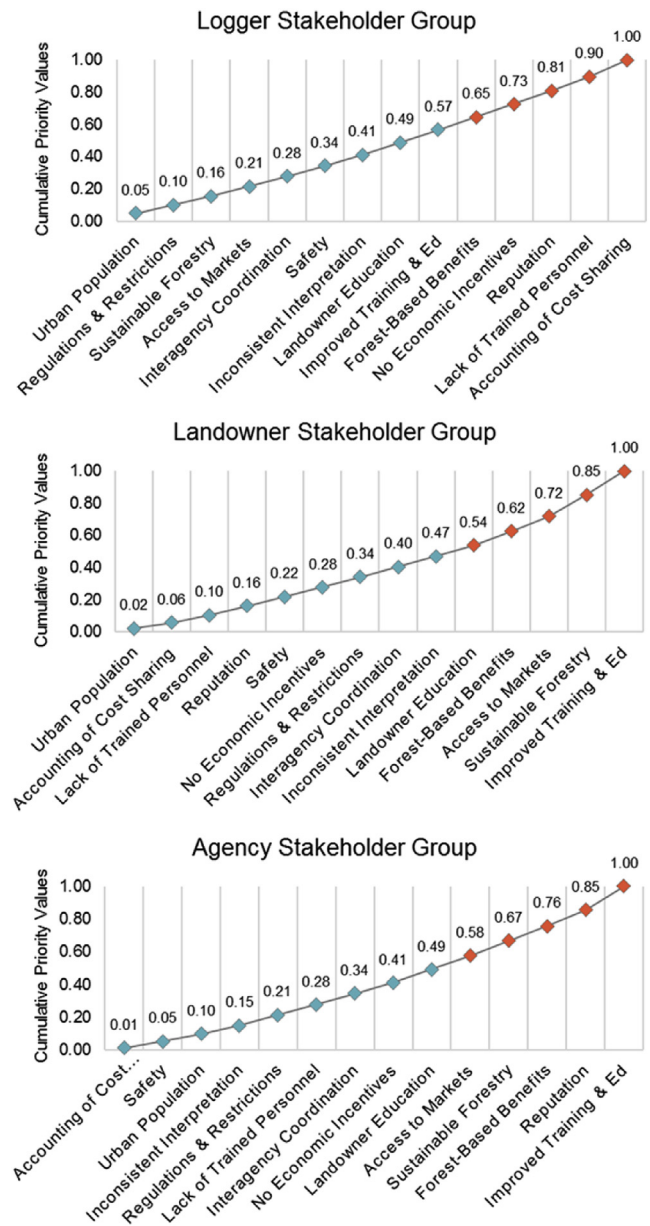 Logger Stakeholder Group
Cumulative Priority Values
1.00
0.80
0.60
0.40
0.20
0.00
0.05
0.10
0.16
0.21
0.28
0.34
0.41
0.49
0.57
0.65
0.73
0.81
0.90
1.00
Urban Population
Regulations & Restrictions
Sustainable Forestry
Access to Markets
Interagency Coordination
Safety
Inconsistent Interpretation
Landowner Education
Improved Training & Ed
Forest-Based Benefits
No Economic Incentives
Reputation
Lack of Trained Personnel
Accounting of Cost Sharing
Landowner Stakeholder Group
Cumulative Priority Values
1.00
0.80
0.60
0.40
0.20
0.00
0.02
0.06
0.10
0.16
0.22
0.28
0.34
0.40
0.47
0.54
0.62
0.72
0.85
1.00
Urban Population
Accounting of Cost Sharing
Lack of Trained Personnel
Reputation
Safety
No Economic Incentives
Regulations & Restrictions
Interagency Coordination
Inconsistent Interpretation
Landowner Education
Forest-Based Benefits
Access to Markets
Sustainable Forestry
Improved Training & Ed
Agency Stakeholder Group
Cumulative Priority Values
1.00
0.80
0.60
0.40
0.20
0.00
0.01
0.05
0.10
0.15
0.21
0.28
0.34
0.41
0.49
0.58
0.67
0.76
0.85
1.00
Accounting of Cost...
Safety
Urban Population
Inconsistent Interpretation
Regulations & Restrictions
Lack of Trained Personnel
Interagency Coordination
No Economic Incentives
Landowner Education
Access to Markets
Sustainable Forestry
Forest-Based Benefits
Reputation
Improved Training & Ed